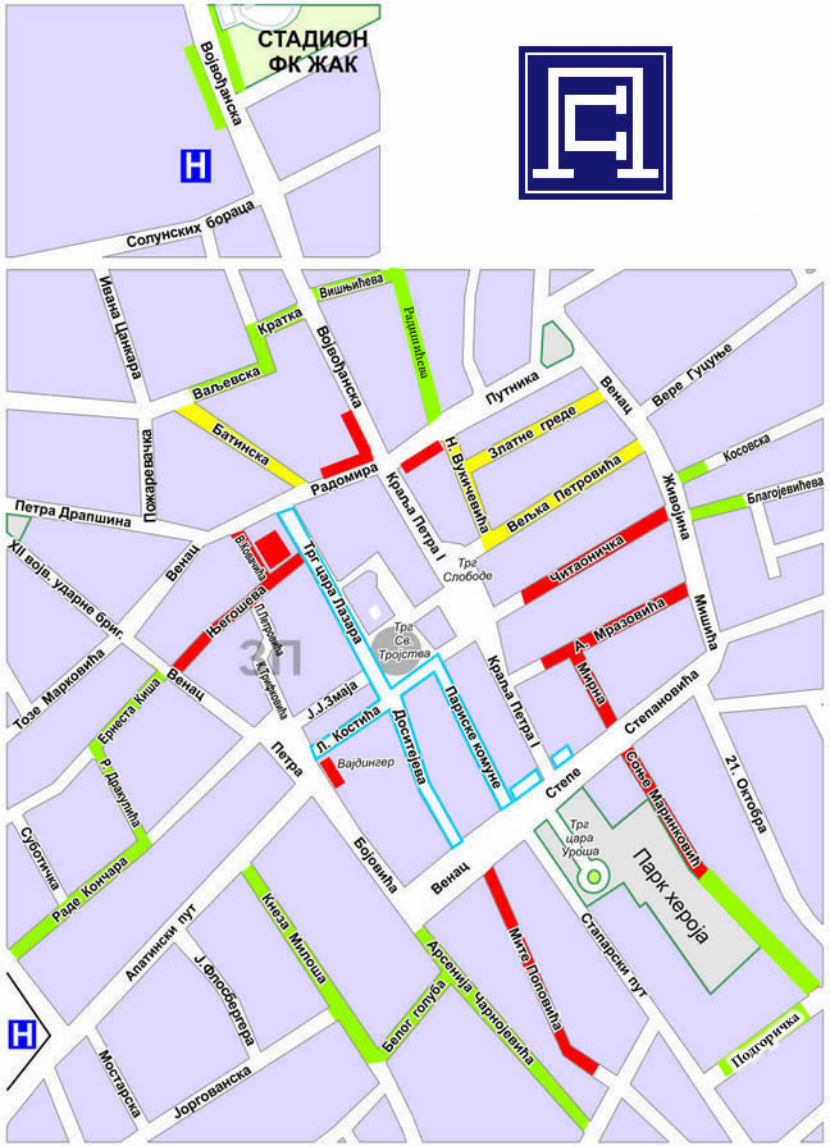 СТАДИОН
ФК ЖАК
Војвођанска
H
Солунских бораца
Ивана Цанкара
Вишњићева
Кратка
Војвођанска
Радишићева
Ваљевска
Батинска
Пожаревачка
Путника
Венац
Вере Гуцуње
Златне греде
Н. Вукичевића
Вељка Петровића
Косовска
Благојевићева
Живојина
Радомира
Краља Петра I
Петра Драпшина
Венац
XII војв. ударне бриг.
В.Ковачића
Његошева
Трг цара Лазара
Трг
Слободе
Читаоничка
Мишића
А. Мразовића
Мирна
Трг
Св.
Тројства
ЗП
П.Петровића
Ј.Ј.Змаја
Краља Петра I
Тозе Марковића
Венац
Ернеста Киша
Л. Костића
Доситејева
Париске комуне
Степановића
Степе
Петра
Вајдингер
Р. Дракулића
Суботичка
Раде Кончара
Бојовића
Венац
Соње Маринковић
21. Октобра
Трг
цара
Уроша
Парк хероја
Апатински пут
Кнеза Милоша
Арсенија Чарнојевића
Мите Поповића
Стапарски пут
Белог голуба
Ј.Флосбергера
H
Мостарска
Јоргованска
Подгоричка